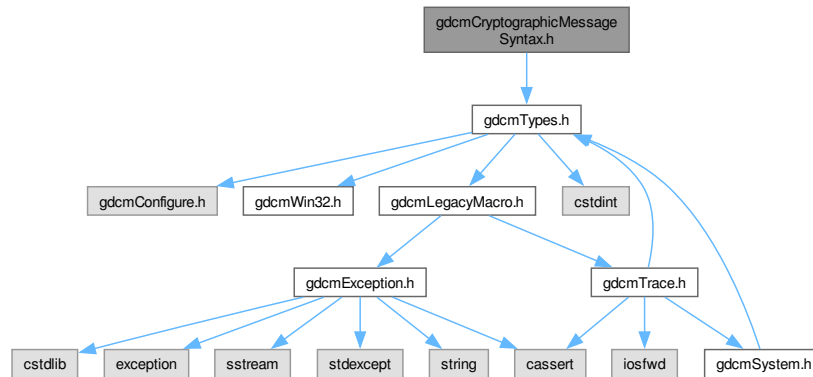 gdcmCryptographicMessage
Syntax.h
gdcmTypes.h
gdcmConfigure.h
gdcmWin32.h
gdcmLegacyMacro.h
cstdint
gdcmException.h
gdcmTrace.h
cstdlib
exception
sstream
stdexcept
string
cassert
iosfwd
gdcmSystem.h